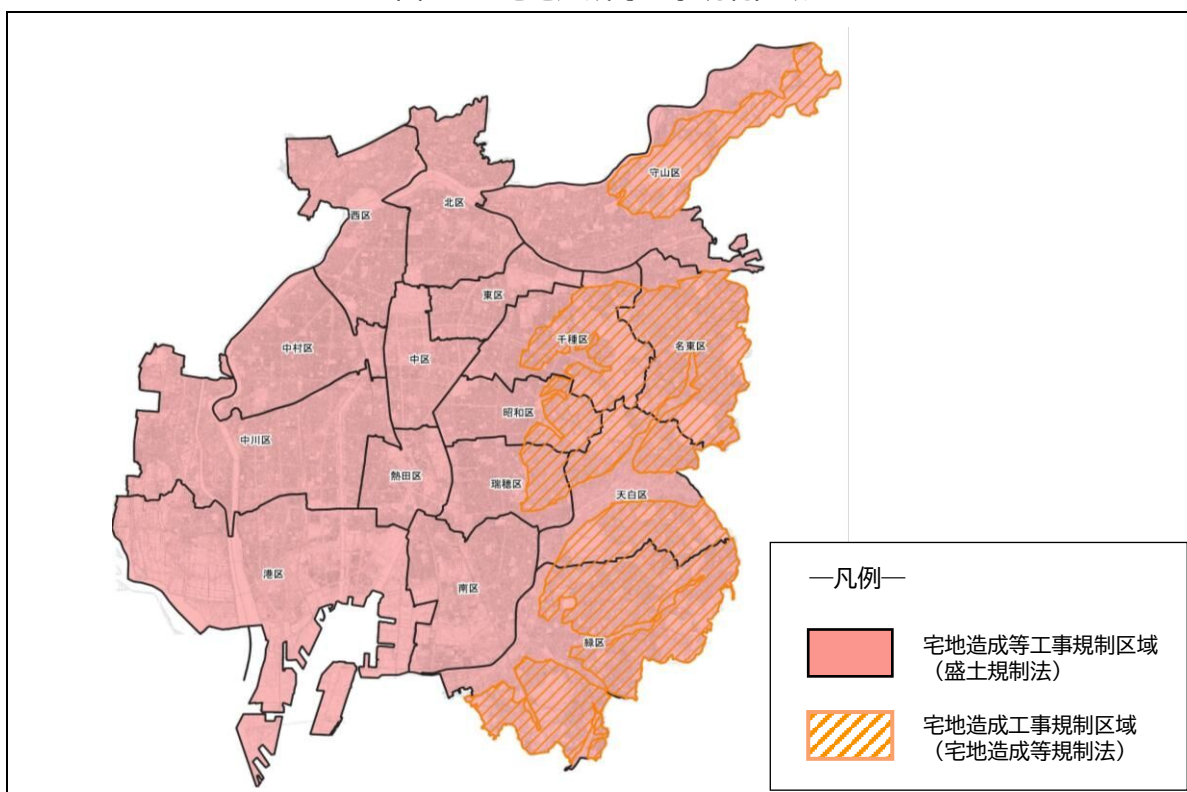 守山区
北区
西区
東区
千種区
名東区
中村区
中区
昭和区
中川区
熱田区
瑞穂区
天白区
港区
南区
緑区
―凡例―
宅地造成等工事規制区域
（盛土規制法）
宅地造成工事規制区域
（宅地造成等規制法）